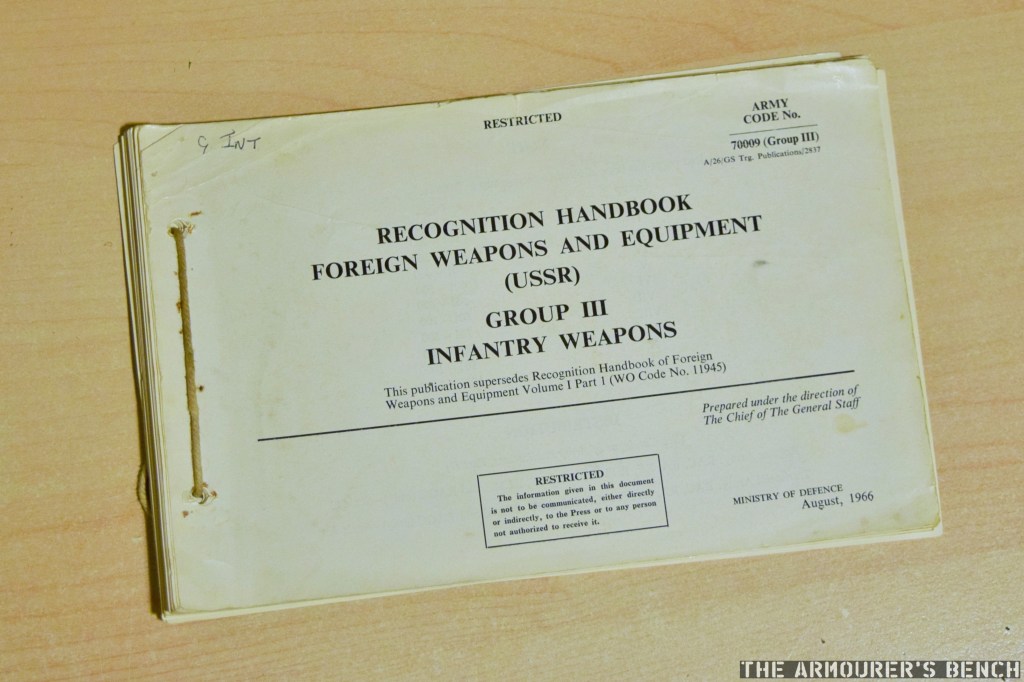 G INT
RESTRICTED
ARMY
CODE No.
70009 (Group III)
A/26/GS Trg. Publications/2837
RECOGNITION HANDBOOK
FOREIGN WEAPONS AND EQUIPMENT
(USSR)
GROUP III
INFANTRY WEAPONS
This publication supersedes Recognition Handbook of Foreign
Weapons and Equipment Volume I Part 1 (WO Code No. 11945)
Prepared under the direction of
The Chief of The General Staff
RESTRICTED
The information given in this document
is not to be communicated, either directly
or indirectly, to the Press or to any person
not authorized to receive it.
MINISTRY OF DEFENCE
August, 1966
THE ARMOURER'S BENCH